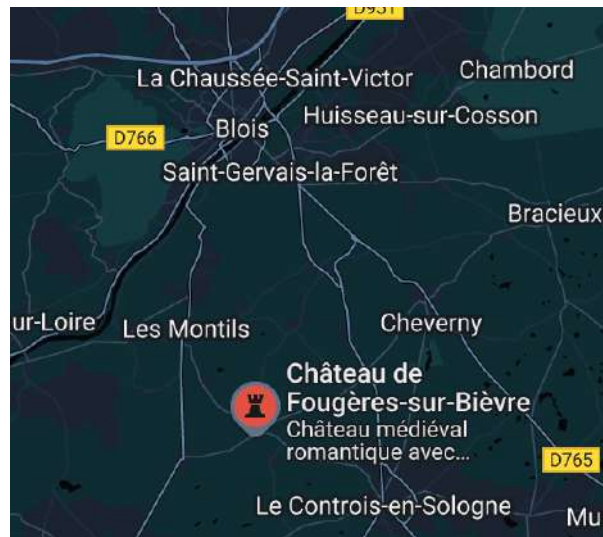 D951
La Chaussée-Saint-Victor
Chambord
Huisseau-sur-Cosson
D766
Blois
Saint-Gervais-la-Forêt
Bracieux
ur-Loire
Les Montils
Cheverny
Château de
Fougères-sur-Bièvre
Château médiéval
romantique avec...
D765
Le Controis-en-Sologne
Mu